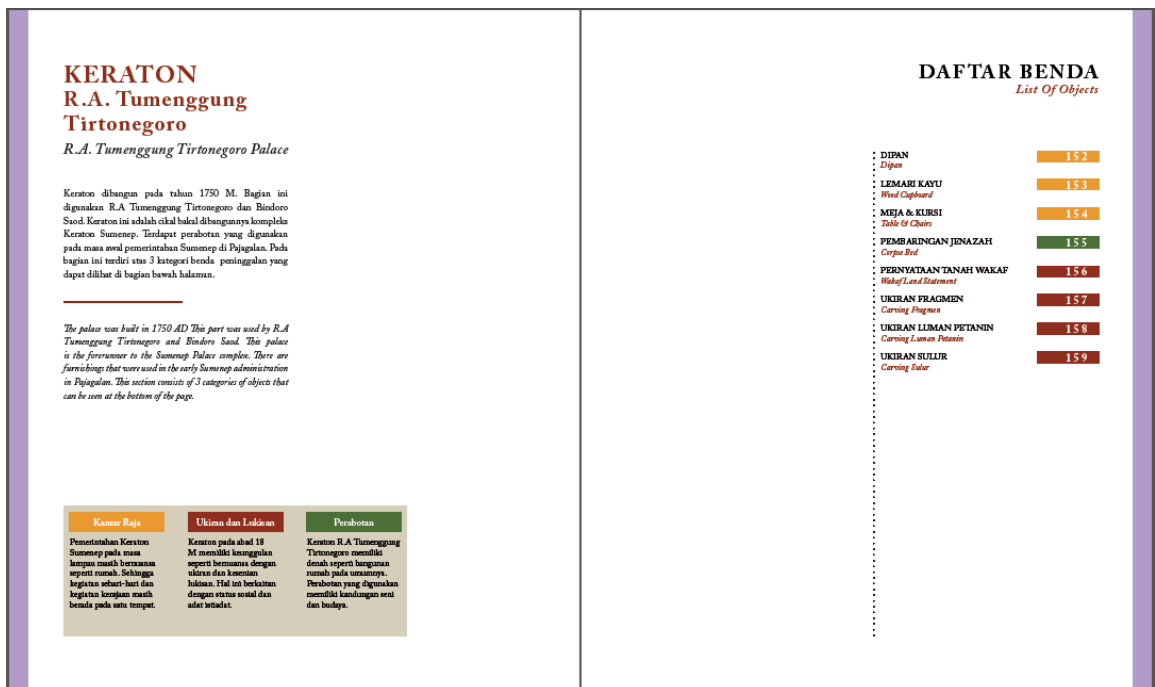 KERATON
R.A. Tumenggung
Tirtonegoro
R.A. Tumenggung Tirtonegoro Palace
Keraton dibangun pada tahun 1750 M. Bagian ini
digunakan R.A Tumenggung Tirtonegoro dan Bindoro
Saod. Keraton ini adalah cikal bakal dibangunnya kompleks
Keraton Sumenep. Terdapat perabotan yang digunakan
pada masa awal pemerintahan Sumenep di Pajagalan. Pada
bagian ini terdiri atas 3 kategori benda peninggalan yang
dapat dilihat di bagian bawah halaman.
The palace was built in 1750 AD This part was used by R.A
Tumenggung Tirtonegoro and Bindoro Saod. This palace
is the forerunner to the Sumenep Palace complex. There are
furnishings that were used in the early Sumenep administration
in Pajagalan. This section consists of 3 categories of objects that
can be seen at the bottom of the page.
Kamar Raja
Pemerintahan Keraton
Sumenep pada masa
lampau masih bernuansa
seperti rumah. Sehingga
kegiatan sehari-hari dan
kegiatan kerajaan masih
berada pada satu tempat.
Ukiran dan Lukisan
Keraton pada abad 18
M memiliki keunggulan
seperti bernuansa dengan
ukiran dan kesenian
lukisan. Hal ini berkaitan
dengan status sosial dan
adat istiadat.
Perabotan
Keraton R.A Tumenggung
Tirtonegoro memiliki
denah seperti bangunan
rumah pada umumnya.
Perabotan yang digunakan
memiliki kandungan seni
dan budaya.
DAFTAR BENDA
List Of Objects
DIPAN 152
Dipan
LEMARI KAYU 153
Wood Cupboard
MEJA & KURSI 154
Table & Chairs
PEMBARINGAN JENAZAH 155
Corpse Bed
PERNYATAAN TANAH WAKAF 156
Wakaf Land Statement
UKIRAN FRAGMEN 157
Carving Fragmen
UKIRAN LUMAN PETANIN 158
Carving Luman Petanin
UKIRAN SULUR 159
Carving Sulur